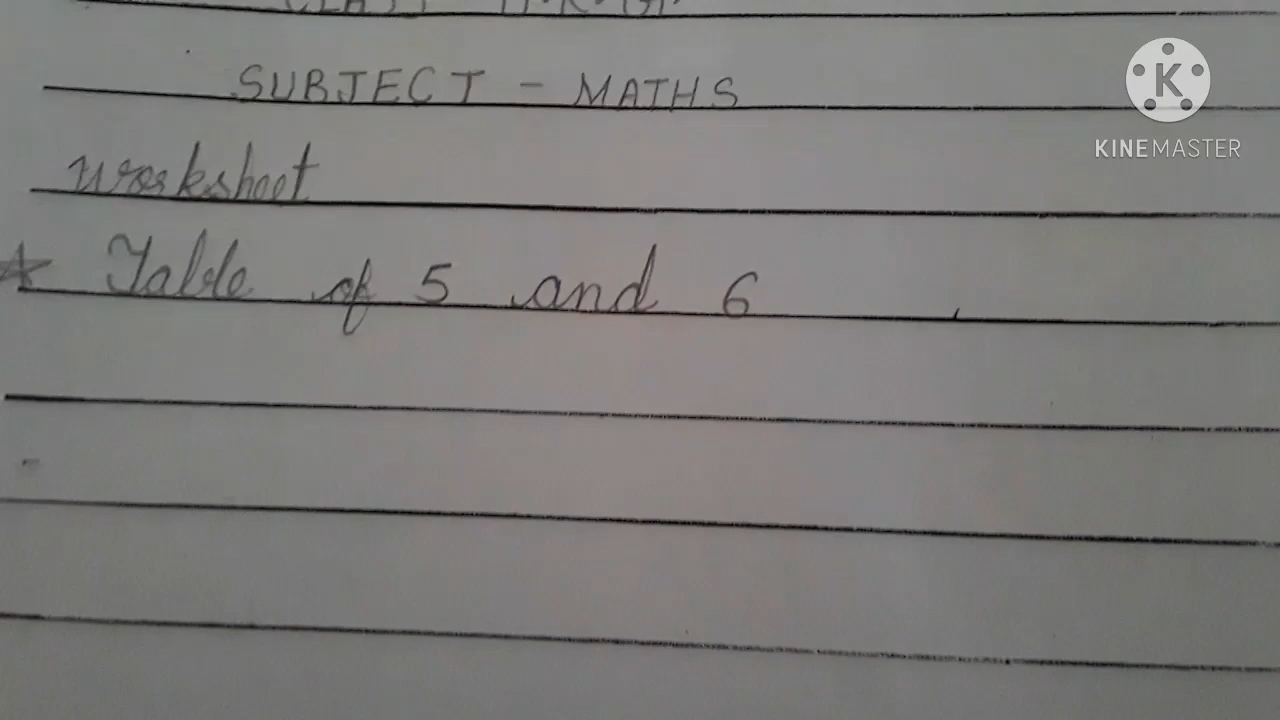 SUBJECT - MATHS
Worksheet
☆ Table of 5 and 6
KINEMASTER